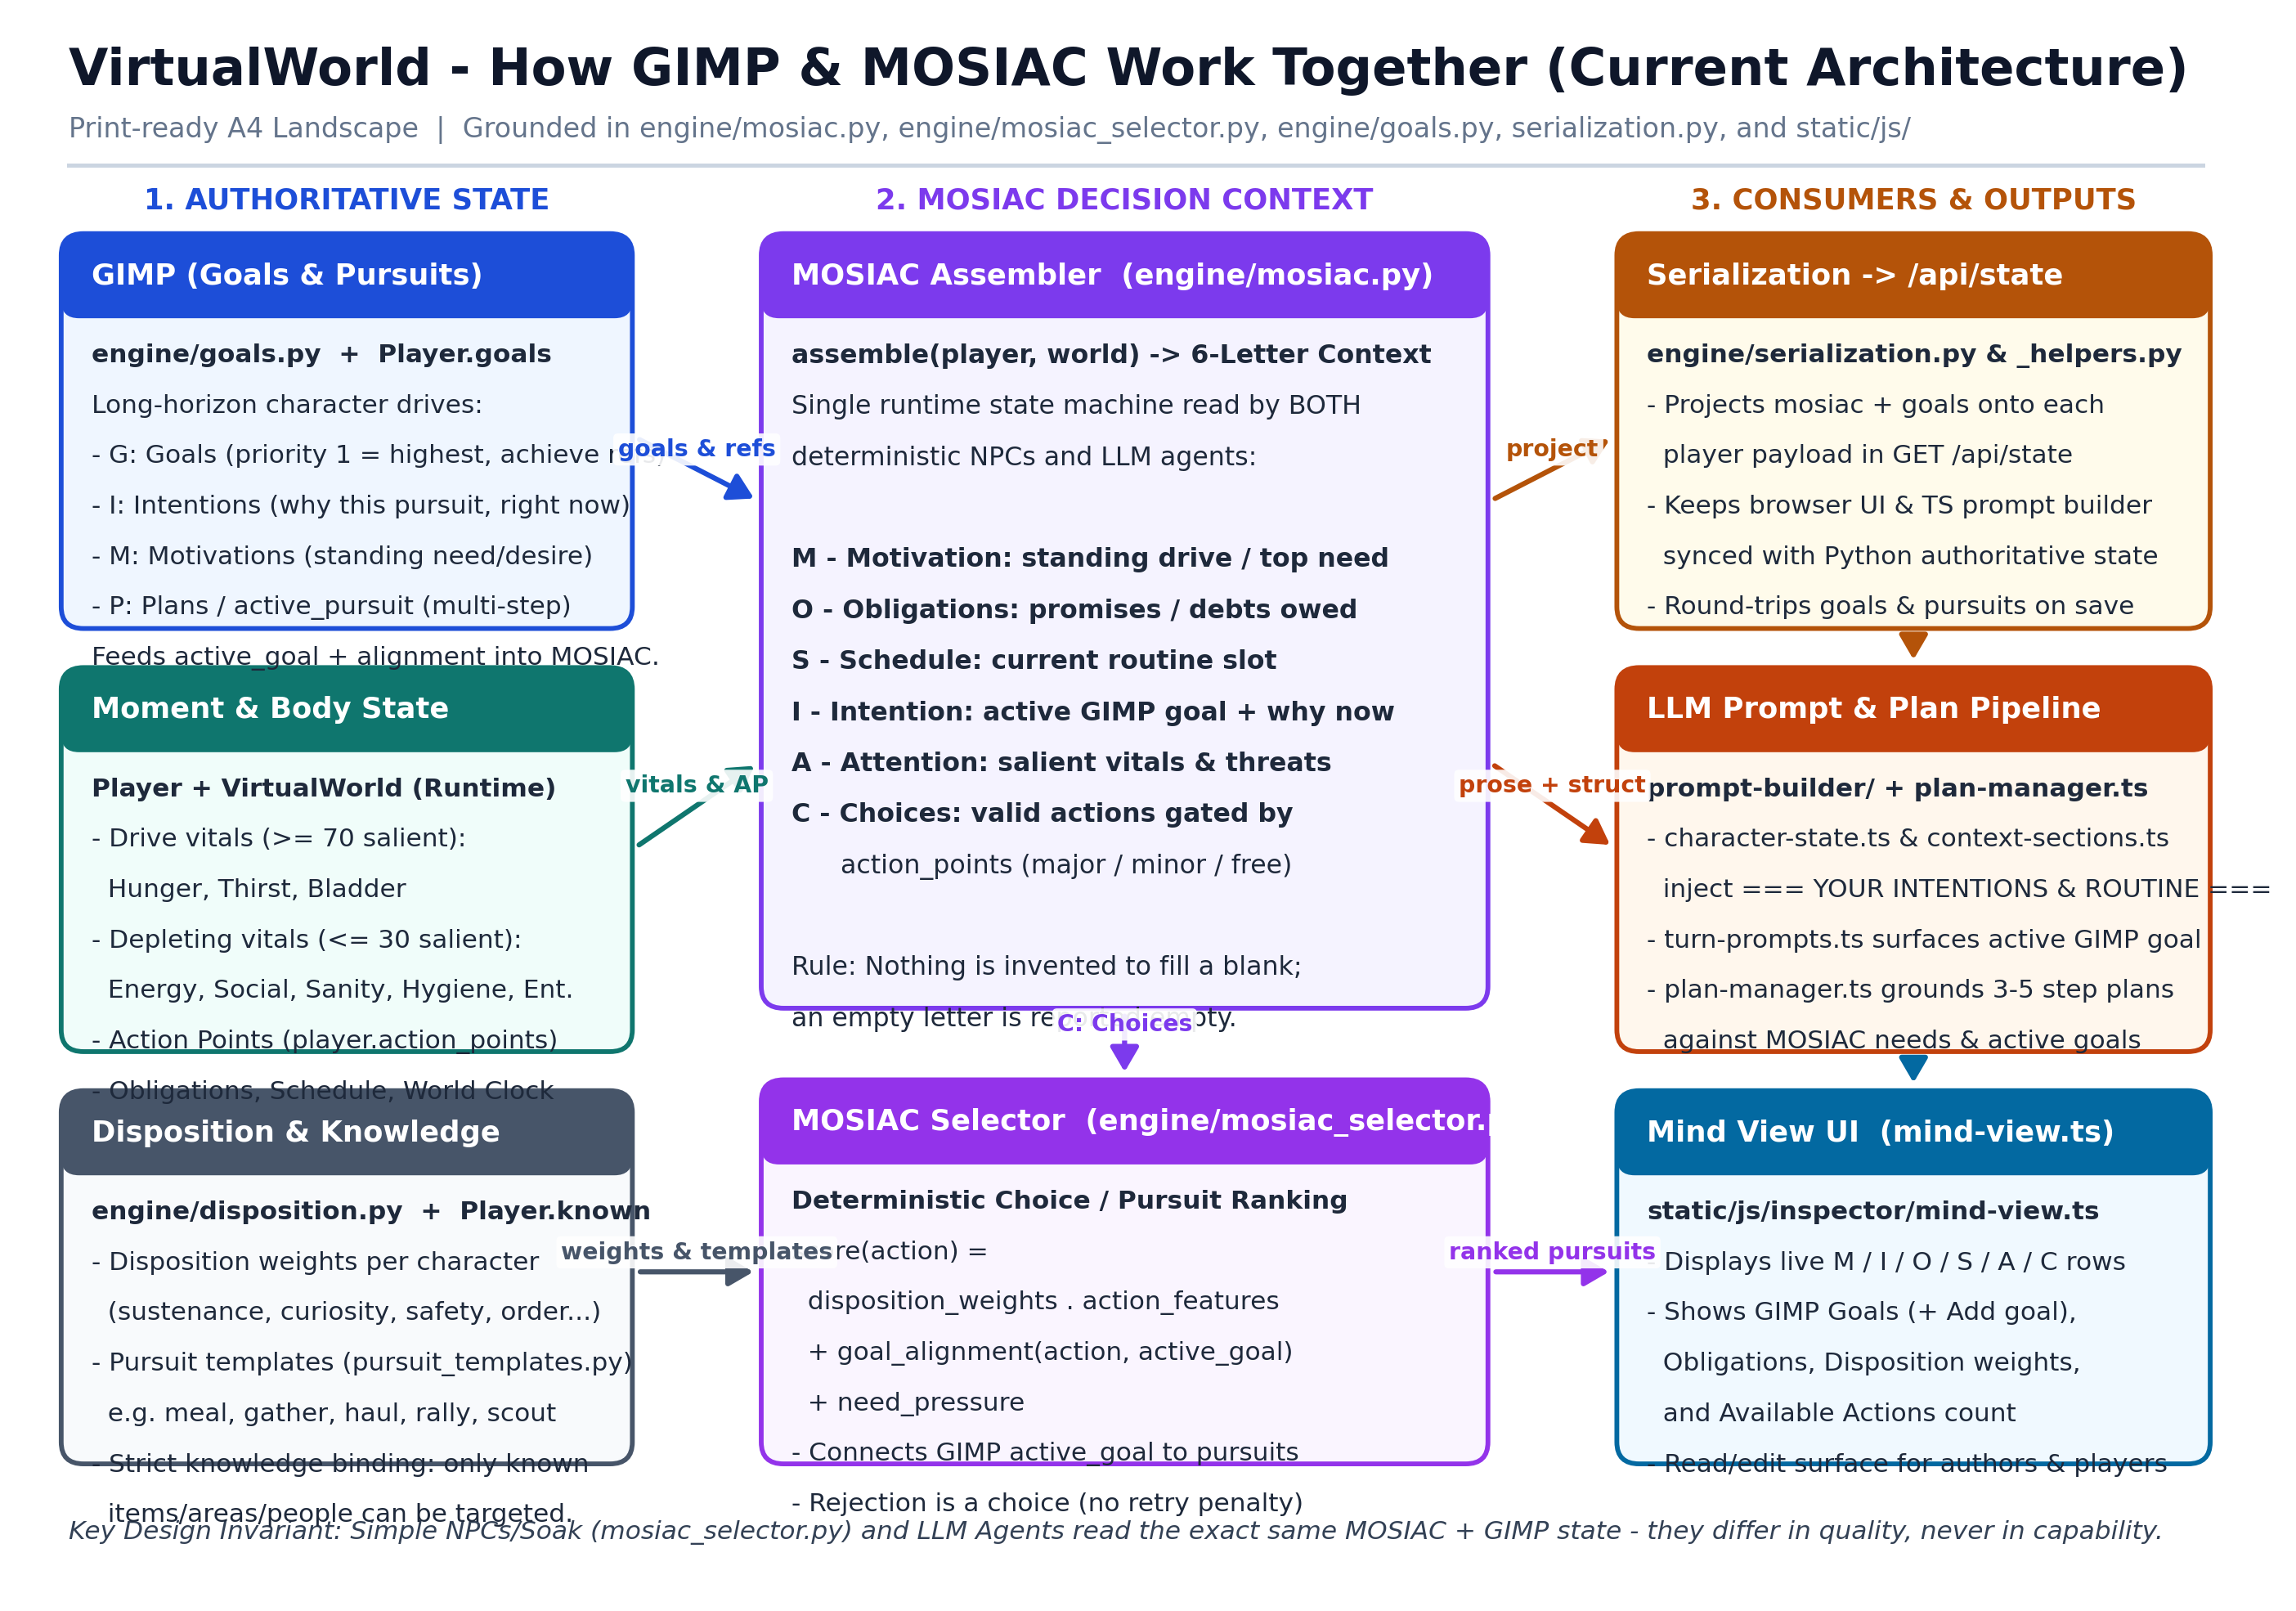 VirtualWorld - How GIMP & MOSIAC Work Together (Current Architecture)
Print-ready A4 Landscape | Grounded in engine/mosiac.py, engine/mosiac_selector.py, engine/goals.py, serialization.py, and static/js/
1. AUTHORITATIVE STATE
GIMP (Goals & Pursuits)
engine/goals.py + Player.goals
Long-horizon character drives:
- G: Goals (priority 1 = highest, achieve
- I: Intentions (why this pursuit, right now)
- M: Motivations (standing need/desire)
- P: Plans / active_pursuit (multi-step)
Feeds active_goal + alignment into MOSIAC.
goals & refs
Moment & Body State
Player + VirtualWorld (Runtime)
- Drive vitals (>= 70 salient):
Hunger, Thirst, Bladder
- Depleting vitals (<= 30 salient):
Energy, Social, Sanity, Hygiene, Ent.
- Action Points (player.action_points)
- Obligations, Schedule, World Clock
vitals & AP
Disposition & Knowledge
engine/disposition.py + Player.known
- Disposition weights per character
(sustenance, curiosity, safety, order...)
- Pursuit templates (pursuit_templates.py)
e.g. meal, gather, haul, rally, scout
- Strict knowledge binding: only known
items/areas/people can be targeted.
weights & templates
2. MOSIAC DECISION CONTEXT
MOSIAC Assembler (engine/mosiac.py)
assemble(player, world) -> 6-Letter Context
Single runtime state machine read by BOTH
deterministic NPCs and LLM agents:
M - Motivation: standing drive / top need
O - Obligations: promises / debts owed
S - Schedule: current routine slot
I - Intention: active GIMP goal + why now
A - Attention: salient vitals & threats
C - Choices: valid actions gated by
action_points (major / minor / free)
Rule: Nothing is invented to fill a blank;
an empty letter is reported empty.
C: Choices
MOSIAC Selector (engine/mosiac_selector.
Deterministic Choice / Pursuit Ranking
re(action) =
disposition_weights . action_features
+ goal_alignment(action, active_goal)
+ need_pressure
- Connects GIMP active_goal to pursuits
- Rejection is a choice (no retry penalty)
project
prose + struct
ranked pursuits
3. CONSUMERS & OUTPUTS
Serialization -> /api/state
engine/serialization.py & _helpers.py
- Projects mosiac + goals onto each
player payload in GET /api/state
- Keeps browser UI & TS prompt builder
synced with Python authoritative state
- Round-trips goals & pursuits on save
LLM Prompt & Plan Pipeline
prompt-builder/ + plan-manager.ts
- character-state.ts & context-sections.ts
inject === YOUR INTENTIONS & ROUTINE ===
- turn-prompts.ts surfaces active GIMP goal
- plan-manager.ts grounds 3-5 step plans
against MOSIAC needs & active goals
Mind View UI (mind-view.ts)
static/js/inspector/mind-view.ts
- Displays live M / I / O / S / A / C rows
- Shows GIMP Goals (+ Add goal),
Obligations, Disposition weights,
and Available Actions count
- Read/edit surface for authors & players
Key Design Invariant: Simple NPCs/Soak (mosiac_selector.py) and LLM Agents read the exact same MOSIAC + GIMP state - they differ in quality, never in capability.